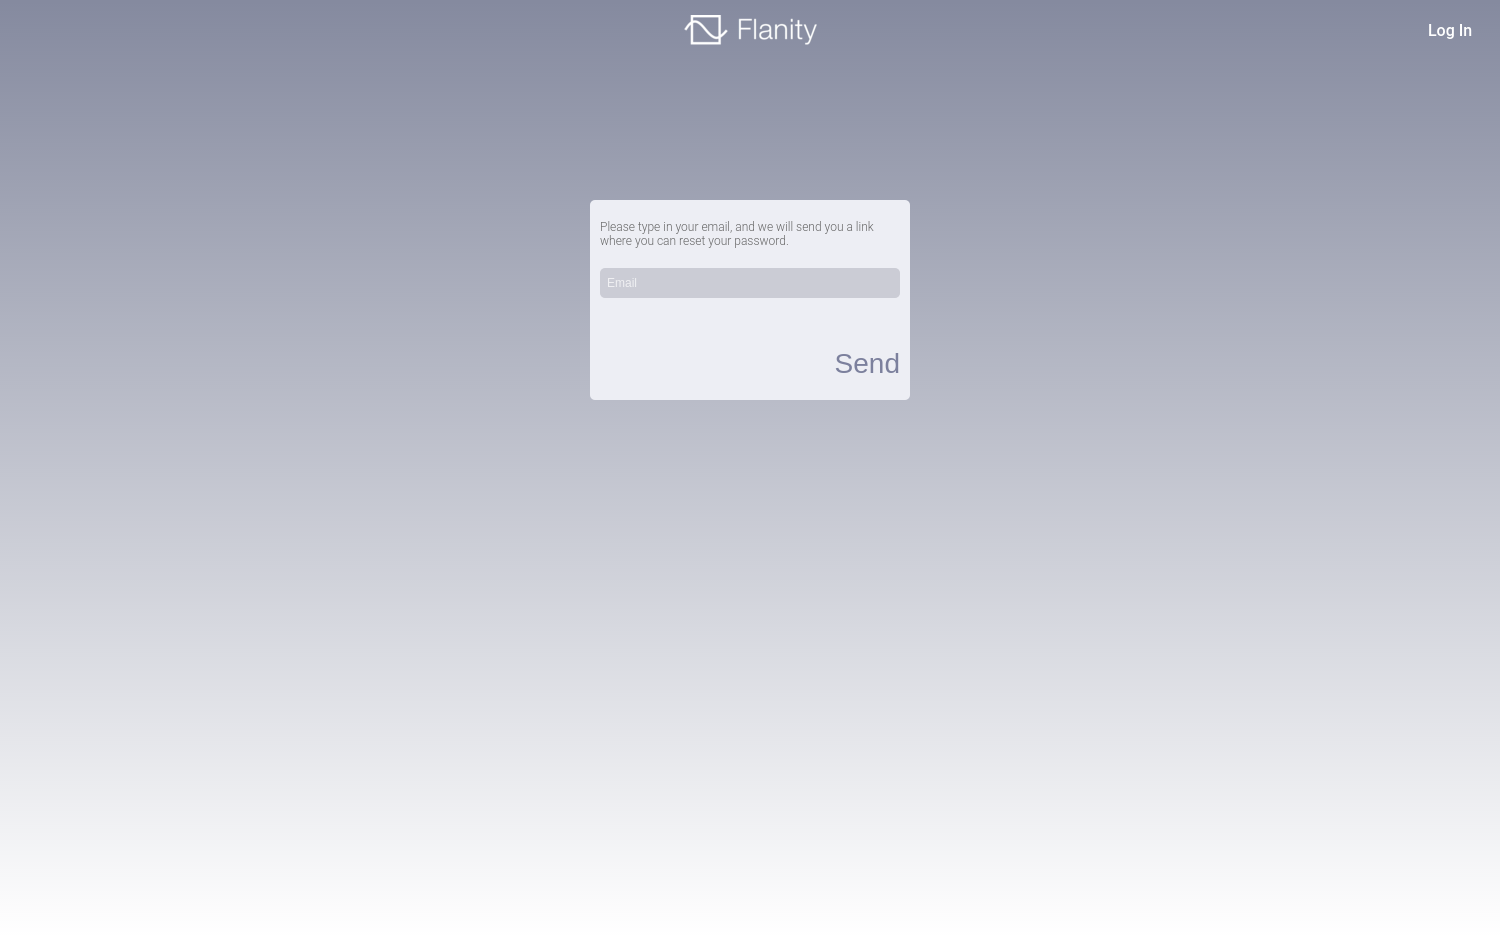 Flanity
Log In
Please type in your email, and we will send you a link
where you can reset your password.
Email
Send